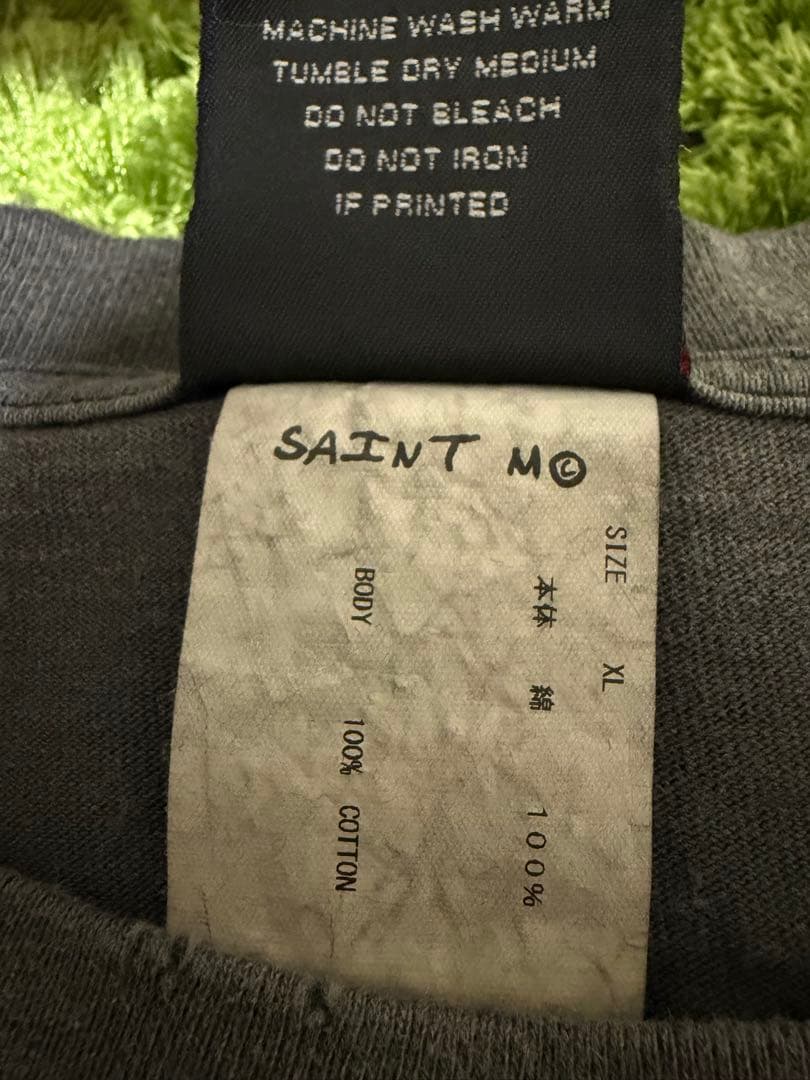 MACHINE WASH WARM
TUMBLE DRY MEDIUM
DO NOT BLEACH
DO NOT IRON
IF PRINTED
SAINT M©
SIZE XL
本体 綿 100%
BODY 100% COTTON